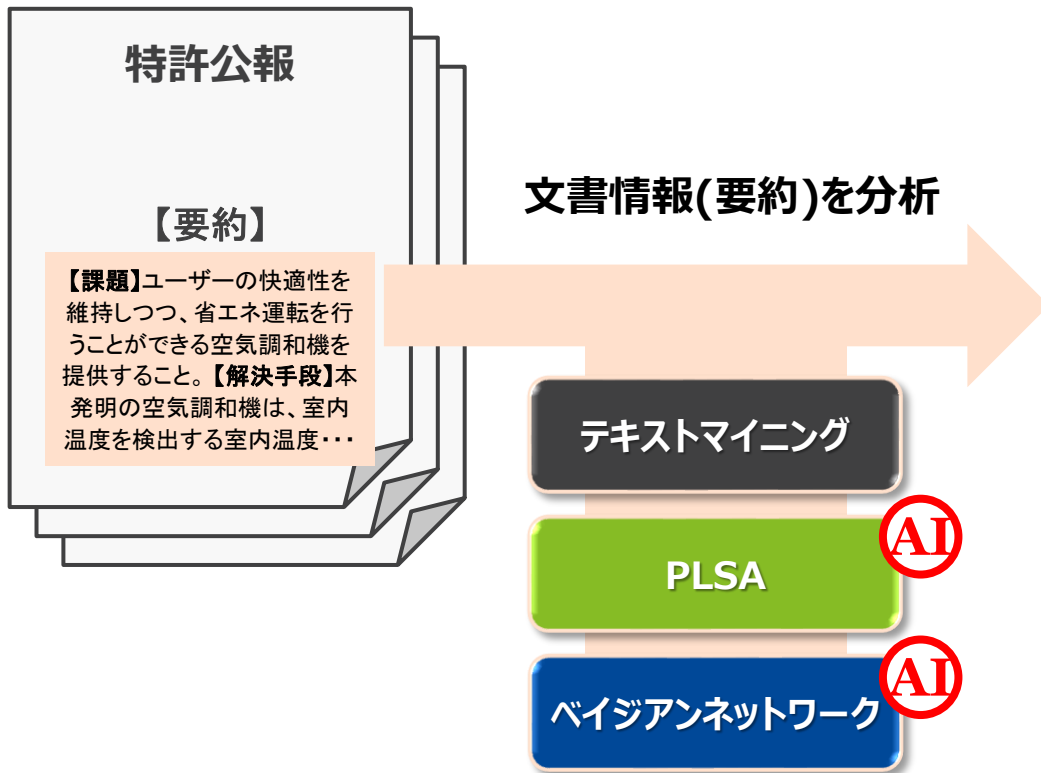 特許公報
【要約】
【課題】ユーザーの快適性を
維持しつつ、省エネ運転を行
うことができる空気調和機を
提供すること。【解決手段】本
発明の空気調和機は、室内
温度を検出する室内温度・・・
文書情報(要約)を分析
テキストマイニング
AI
PLSA
AI
ベイジアンネットワーク